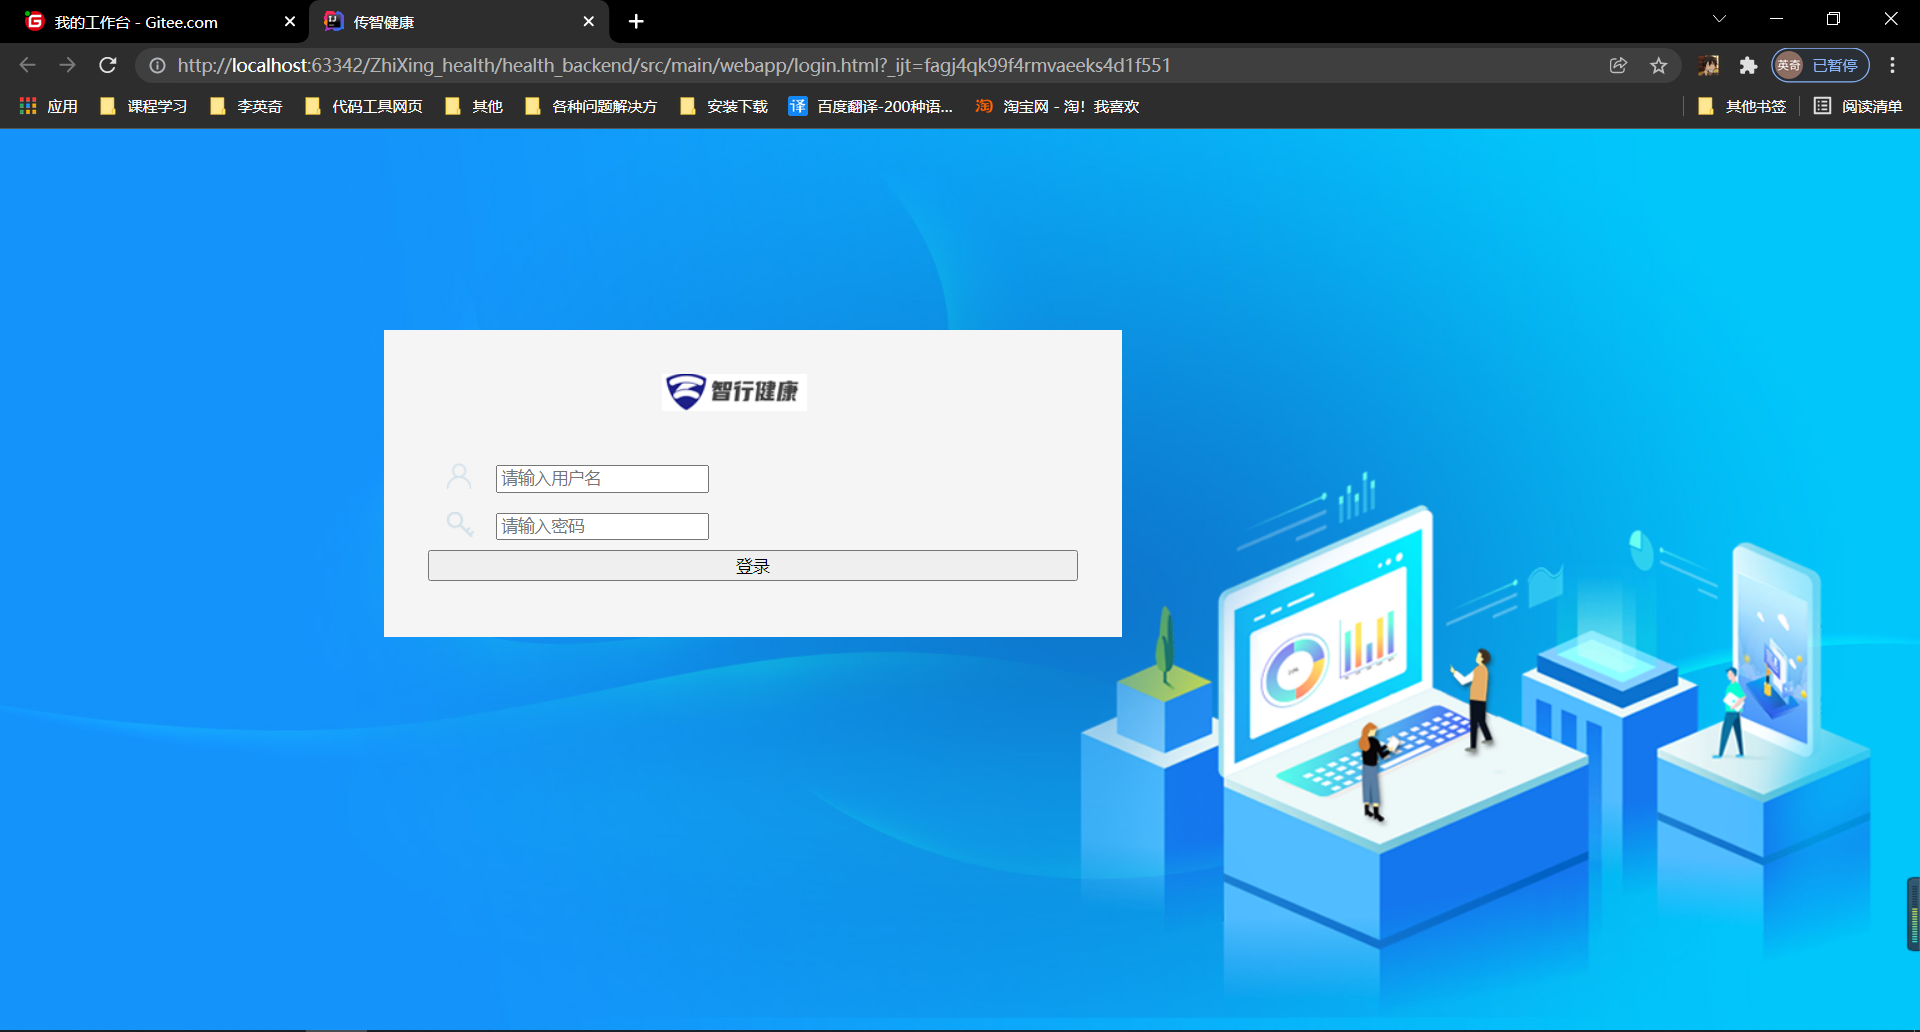 我的工作台 - Gitee.com
传智健康
http://localhost:63342/ZhiXing_health/health_backend/src/main/webapp/login.html?_ijt=fagj4qk99f4rmvaeeks4d1f551
英奇 已暂停
应用 课程学习 李英奇 代码工具网页 其他 各种问题解决方 安装下载 译 百度翻译-200种语... 淘 淘宝网 - 淘！我喜欢 其他书签 阅读清单
智行健康
请输入用户名
请输入密码
登录